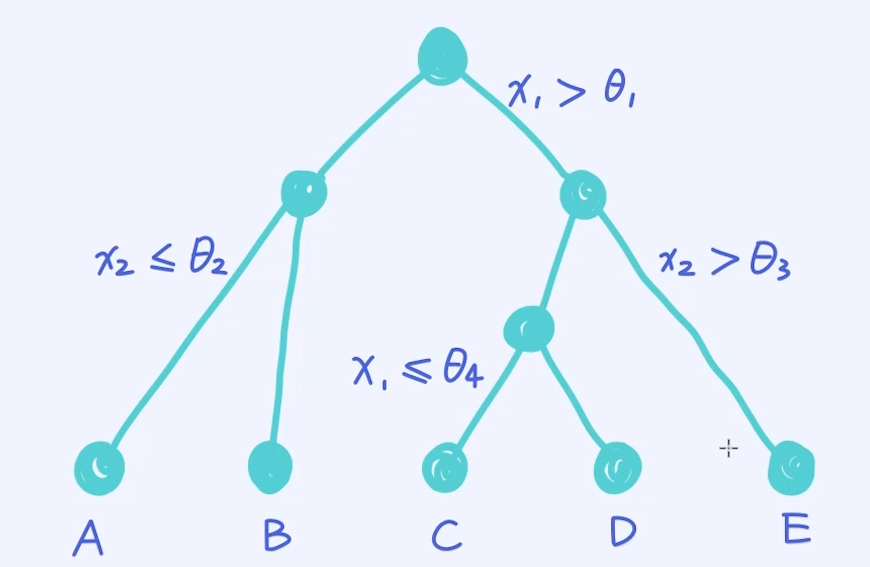 x₁ > θ₁
x₂ ≤ θ₂
x₂ > θ₃
x₁ ≤ θ₄
A B C D E